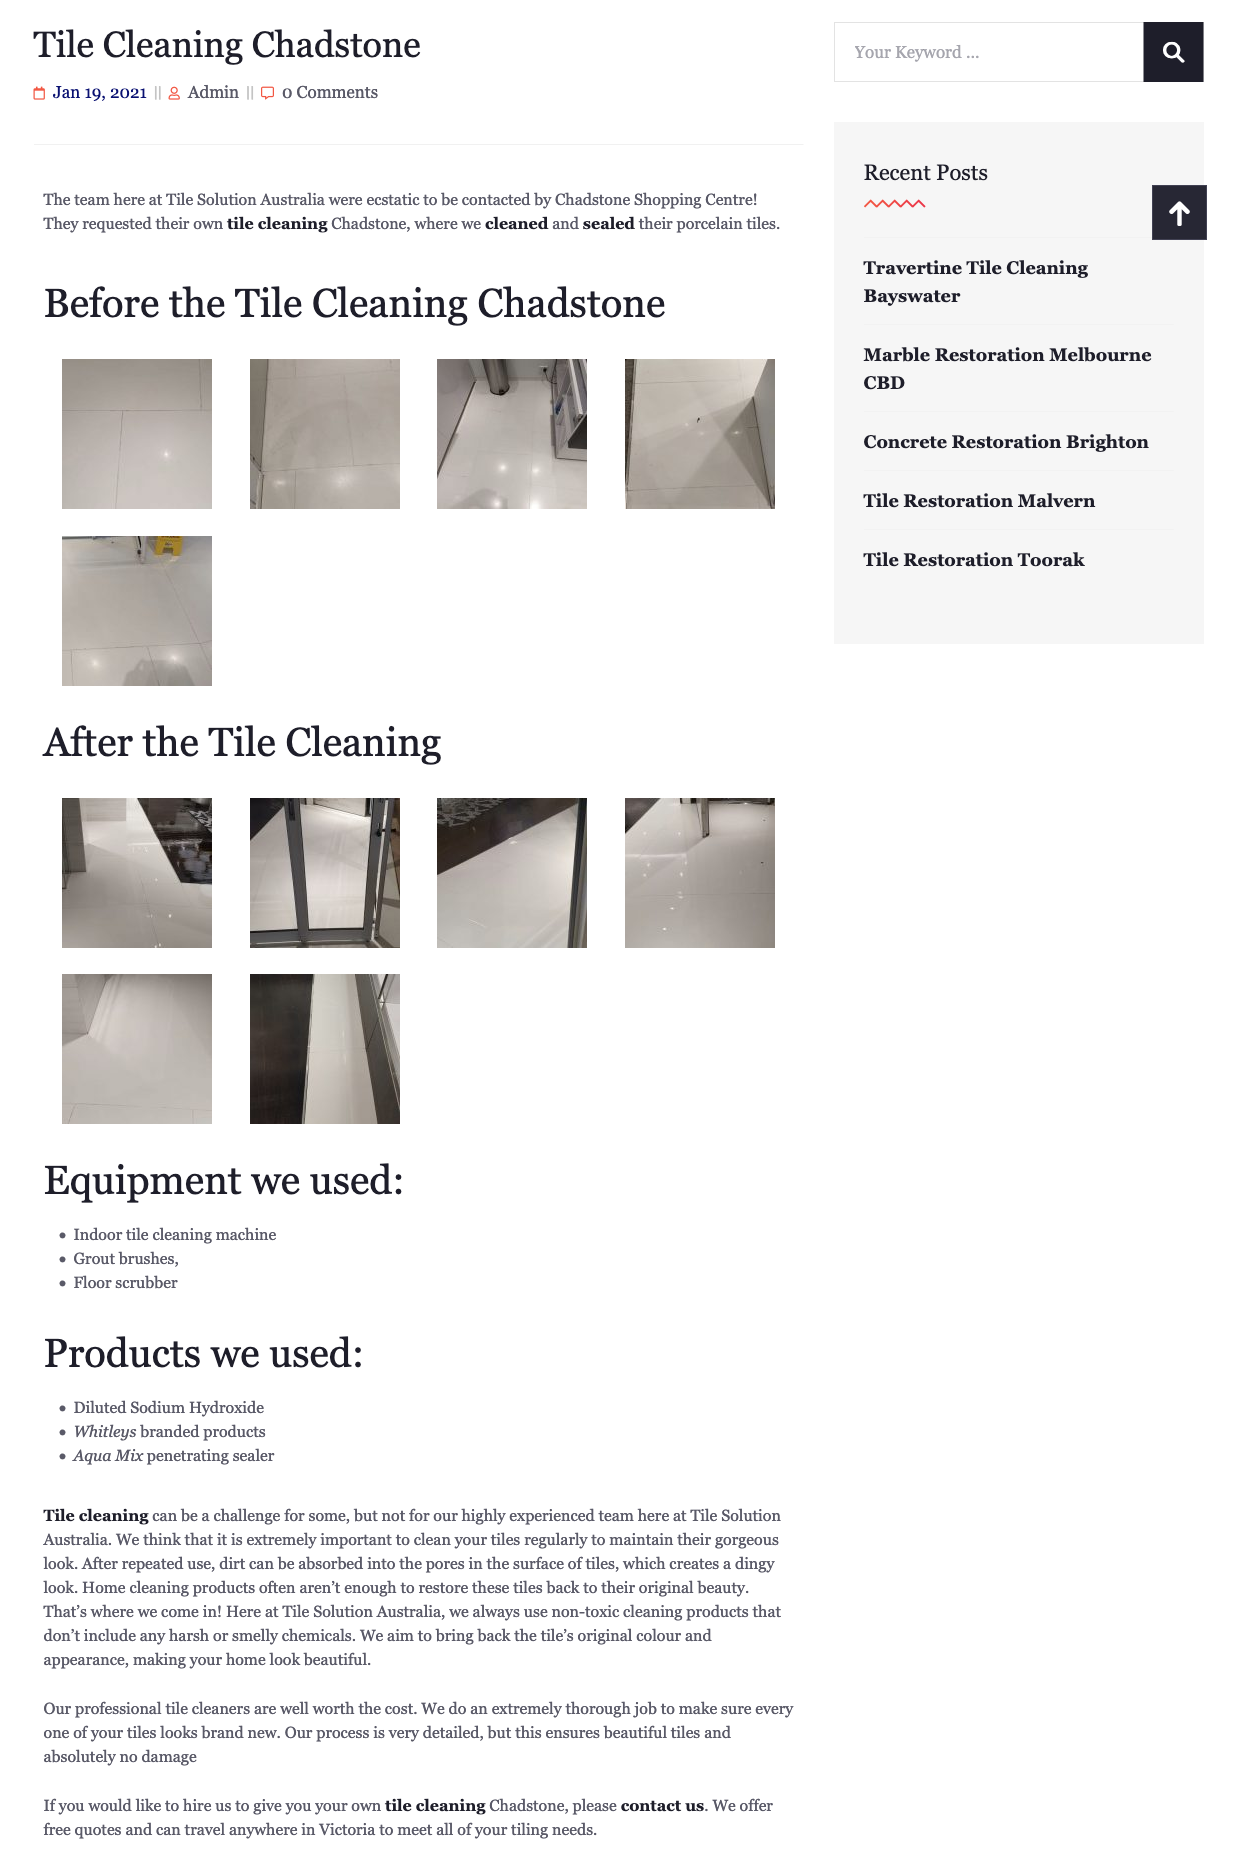 Tile Cleaning Chadstone
Jan 19, 2021 || Admin || 0 Comments
The team here at Tile Solution Australia were ecstatic to be contacted by Chadstone Shopping Centre!
They requested their own tile cleaning Chadstone, where we cleaned and sealed their porcelain tiles.
Before the Tile Cleaning Chadstone
After the Tile Cleaning
Equipment we used:
• Indoor tile cleaning machine
• Grout brushes,
• Floor scrubber
Products we used:
• Diluted Sodium Hydroxide
• Whitleys branded products
• Aqua Mix penetrating sealer
Tile cleaning can be a challenge for some, but not for our highly experienced team here at Tile Solution
Australia. We think that it is extremely important to clean your tiles regularly to maintain their gorgeous
look. After repeated use, dirt can be absorbed into the pores in the surface of tiles, which creates a dingy
look. Home cleaning products often aren’t enough to restore these tiles back to their original beauty.
That’s where we come in! Here at Tile Solution Australia, we always use non-toxic cleaning products that
don’t include any harsh or smelly chemicals. We aim to bring back the tile’s original colour and
appearance, making your home look beautiful.
Our professional tile cleaners are well worth the cost. We do an extremely thorough job to make sure every
one of your tiles looks brand new. Our process is very detailed, but this ensures beautiful tiles and
absolutely no damage
If you would like to hire us to give you your own tile cleaning Chadstone, please contact us. We offer
free quotes and can travel anywhere in Victoria to meet all of your tiling needs.
Your Keyword ...
Recent Posts
Travertine Tile Cleaning
Bayswater
Marble Restoration Melbourne
CBD
Concrete Restoration Brighton
Tile Restoration Malvern
Tile Restoration Toorak